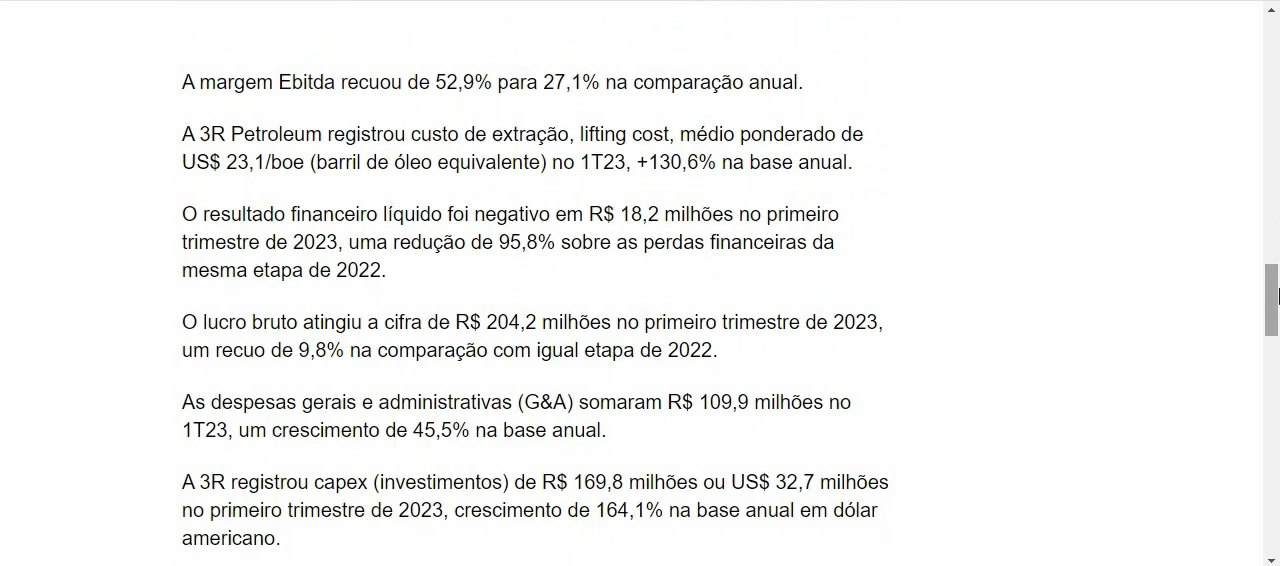 A margem Ebitda recuou de 52,9% para 27,1% na comparação anual.
A 3R Petroleum registrou custo de extração, lifting cost, médio ponderado de
US$ 23,1/boe (barril de óleo equivalente) no 1T23, +130,6% na base anual.
O resultado financeiro líquido foi negativo em R$ 18,2 milhões no primeiro
trimestre de 2023, uma redução de 95,8% sobre as perdas financeiras da
mesma etapa de 2022.
O lucro bruto atingiu a cifra de R$ 204,2 milhões no primeiro trimestre de 2023,
um recuo de 9,8% na comparação com igual etapa de 2022.
As despesas gerais e administrativas (G&A) somaram R$ 109,9 milhões no
1T23, um crescimento de 45,5% na base anual.
A 3R registrou capex (investimentos) de R$ 169,8 milhões ou US$ 32,7 milhões
no primeiro trimestre de 2023, crescimento de 164,1% na base anual em dólar
americano.